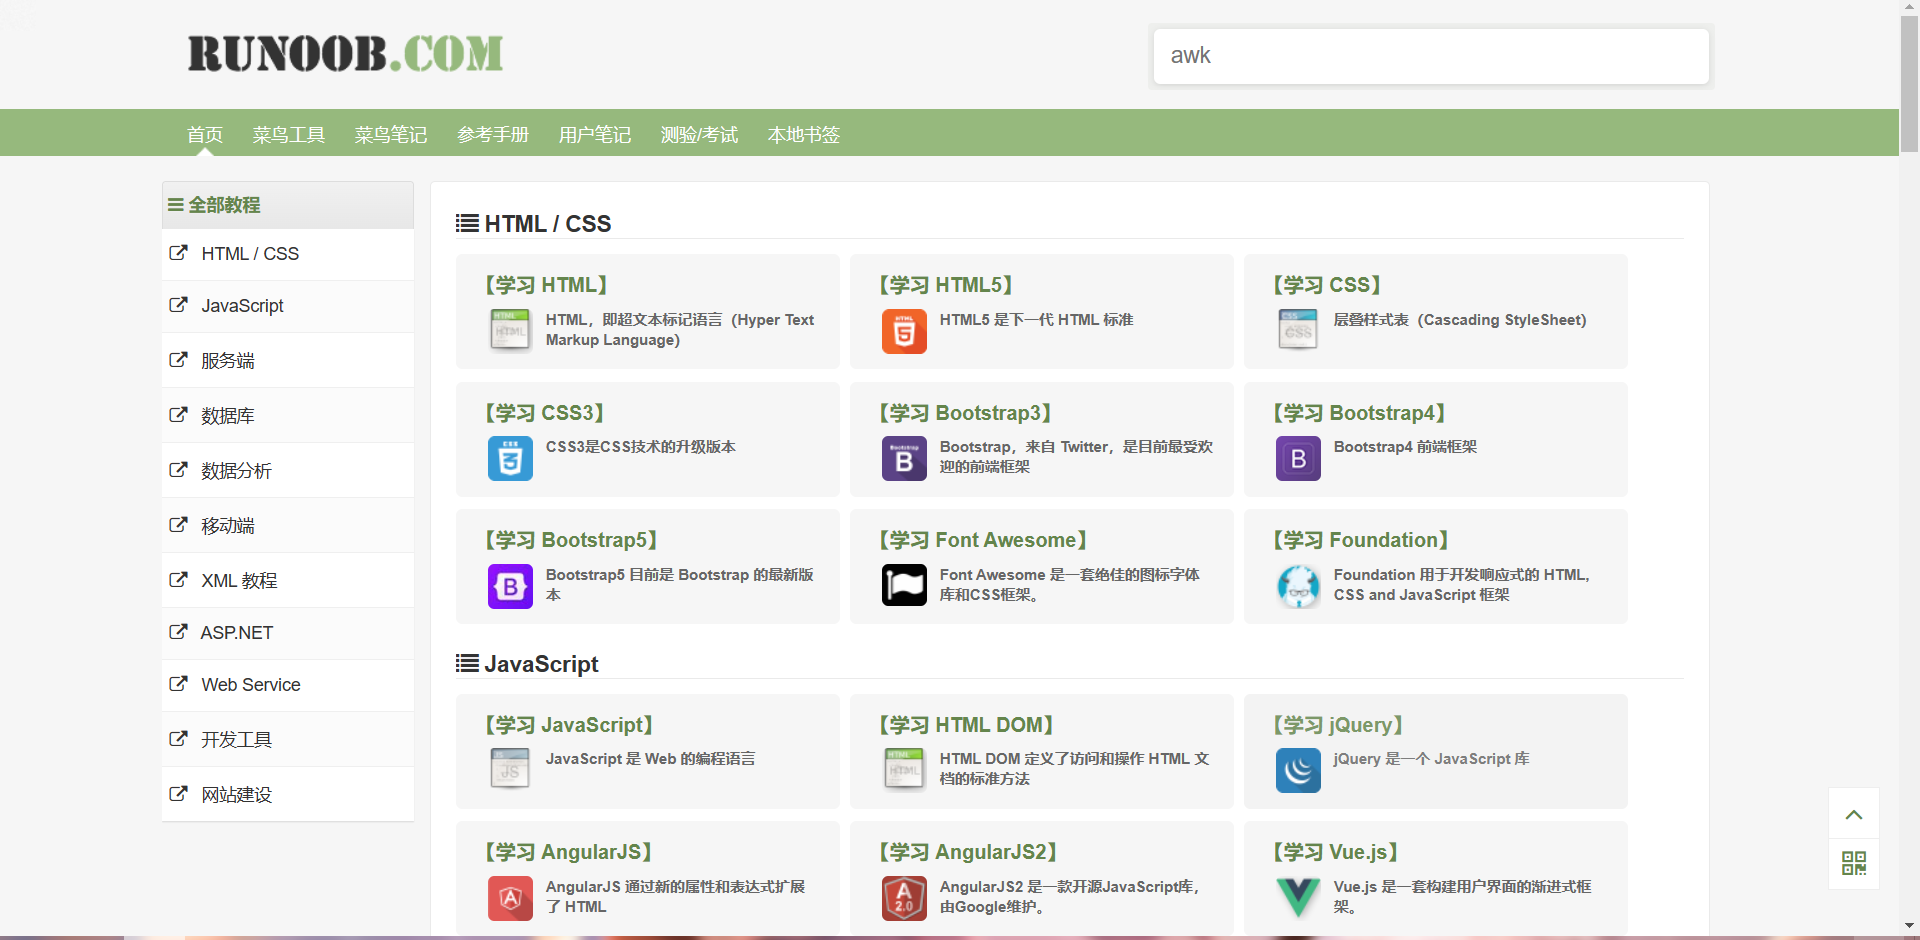 RUNOOB.COM
awk
首页 菜鸟工具 菜鸟笔记 参考手册 用户笔记 测验/考试 本地书签
全部教程
HTML / CSS
JavaScript
服务端
数据库
数据分析
移动端
XML 教程
ASP.NET
Web Service
开发工具
网站建设
HTML / CSS
【学习 HTML】
HTML
HTML
HTML，即超文本标记语言（Hyper Text
Markup Language)
【学习 HTML5】
HTML
5
HTML5 是下一代 HTML 标准
【学习 CSS】
CSS
CSS
层叠样式表（Cascading StyleSheet)
【学习 CSS3】
CSS
3
CSS3是CSS技术的升级版本
【学习 Bootstrap3】
Bootstrap
B
Bootstrap，来自 Twitter，是目前最受欢
迎的前端框架
【学习 Bootstrap4】
B
Bootstrap4 前端框架
【学习 Bootstrap5】
B
Bootstrap5 目前是 Bootstrap 的最新版
本
【学习 Font Awesome】
Font Awesome 是一套绝佳的图标字体
库和CSS框架。
【学习 Foundation】
Foundation 用于开发响应式的 HTML,
CSS and JavaScript 框架
JavaScript
【学习 JavaScript】
JS
JS
JavaScript 是 Web 的编程语言
【学习 HTML DOM】
HTML
HTML
HTML DOM 定义了访问和操作 HTML 文
档的标准方法
【学习 jQuery】
jQuery 是一个 JavaScript 库
【学习 AngularJS】
A
AngularJS 通过新的属性和表达式扩展
了 HTML
【学习 AngularJS2】
A
2.0
AngularJS2 是一款开源JavaScript库，
由Google维护。
【学习 Vue.js】
Vue.js 是一套构建用户界面的渐进式框
架。